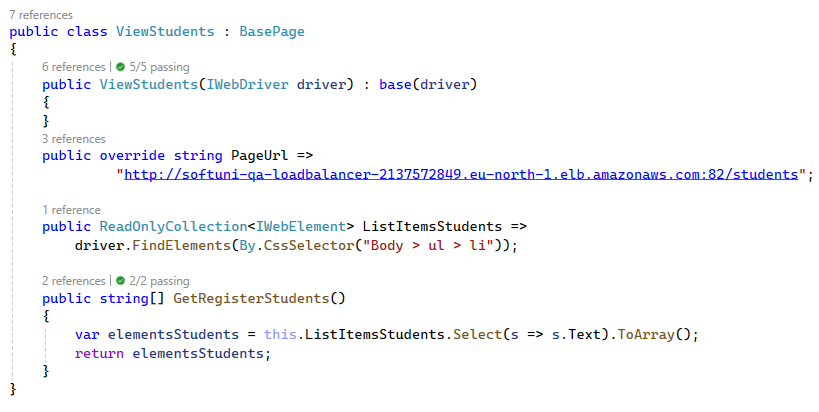 7 references
public class ViewStudents : BasePage
{
6 references | 5/5 passing
public ViewStudents(IWebDriver driver) : base(driver)
{
}
3 references
public override string PageUrl =>
"http://softuni-qa-loadbalancer-2137572849.eu-north-1.elb.amazonaws.com:82/students";
1 reference
public ReadOnlyCollection<IWebElement> ListItemsStudents =>
driver.FindElements(By.CssSelector("Body > ul > li"));
2 references | 2/2 passing
public string[] GetRegisterStudents()
{
var elementsStudents = this.ListItemsStudents.Select(s => s.Text).ToArray();
return elementsStudents;
}
}